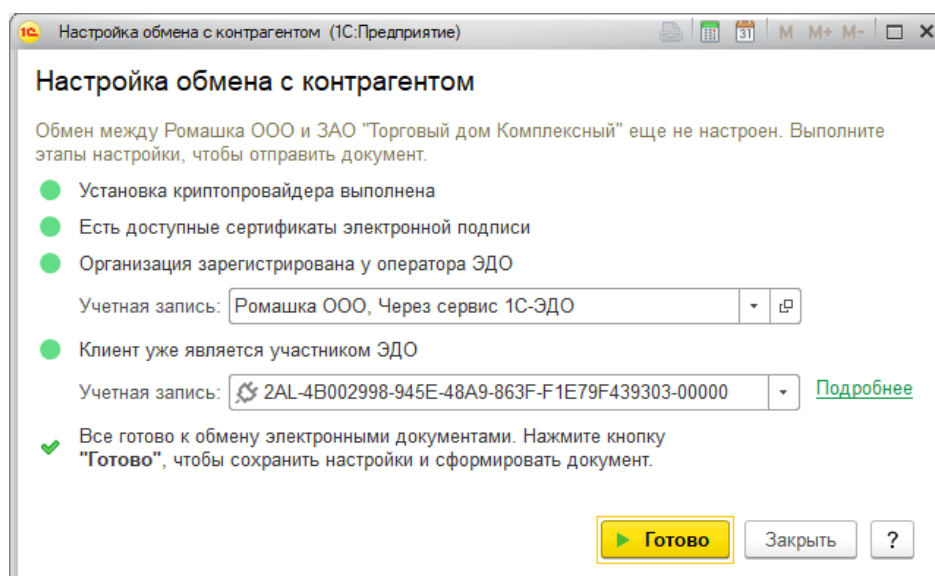 1С Настройка обмена с контрагентом (1С:Предприятие) 31 M M+ M-
Настройка обмена с контрагентом
Обмен между Ромашка ООО и ЗАО "Торговый дом Комплексный" еще не настроен. Выполните
этапы настройки, чтобы отправить документ.
Установка криптопровайдера выполнена
Есть доступные сертификаты электронной подписи
Организация зарегистрирована у оператора ЭДО
Учетная запись: Ромашка ООО, Через сервис 1С-ЭДО
Клиент уже является участником ЭДО
Учетная запись: 2AL-4B002998-945E-48A9-863F-F1E79F439303-00000 Подробнее
Все готово к обмену электронными документами. Нажмите кнопку
"Готово", чтобы сохранить настройки и сформировать документ.
Готово Закрыть ?